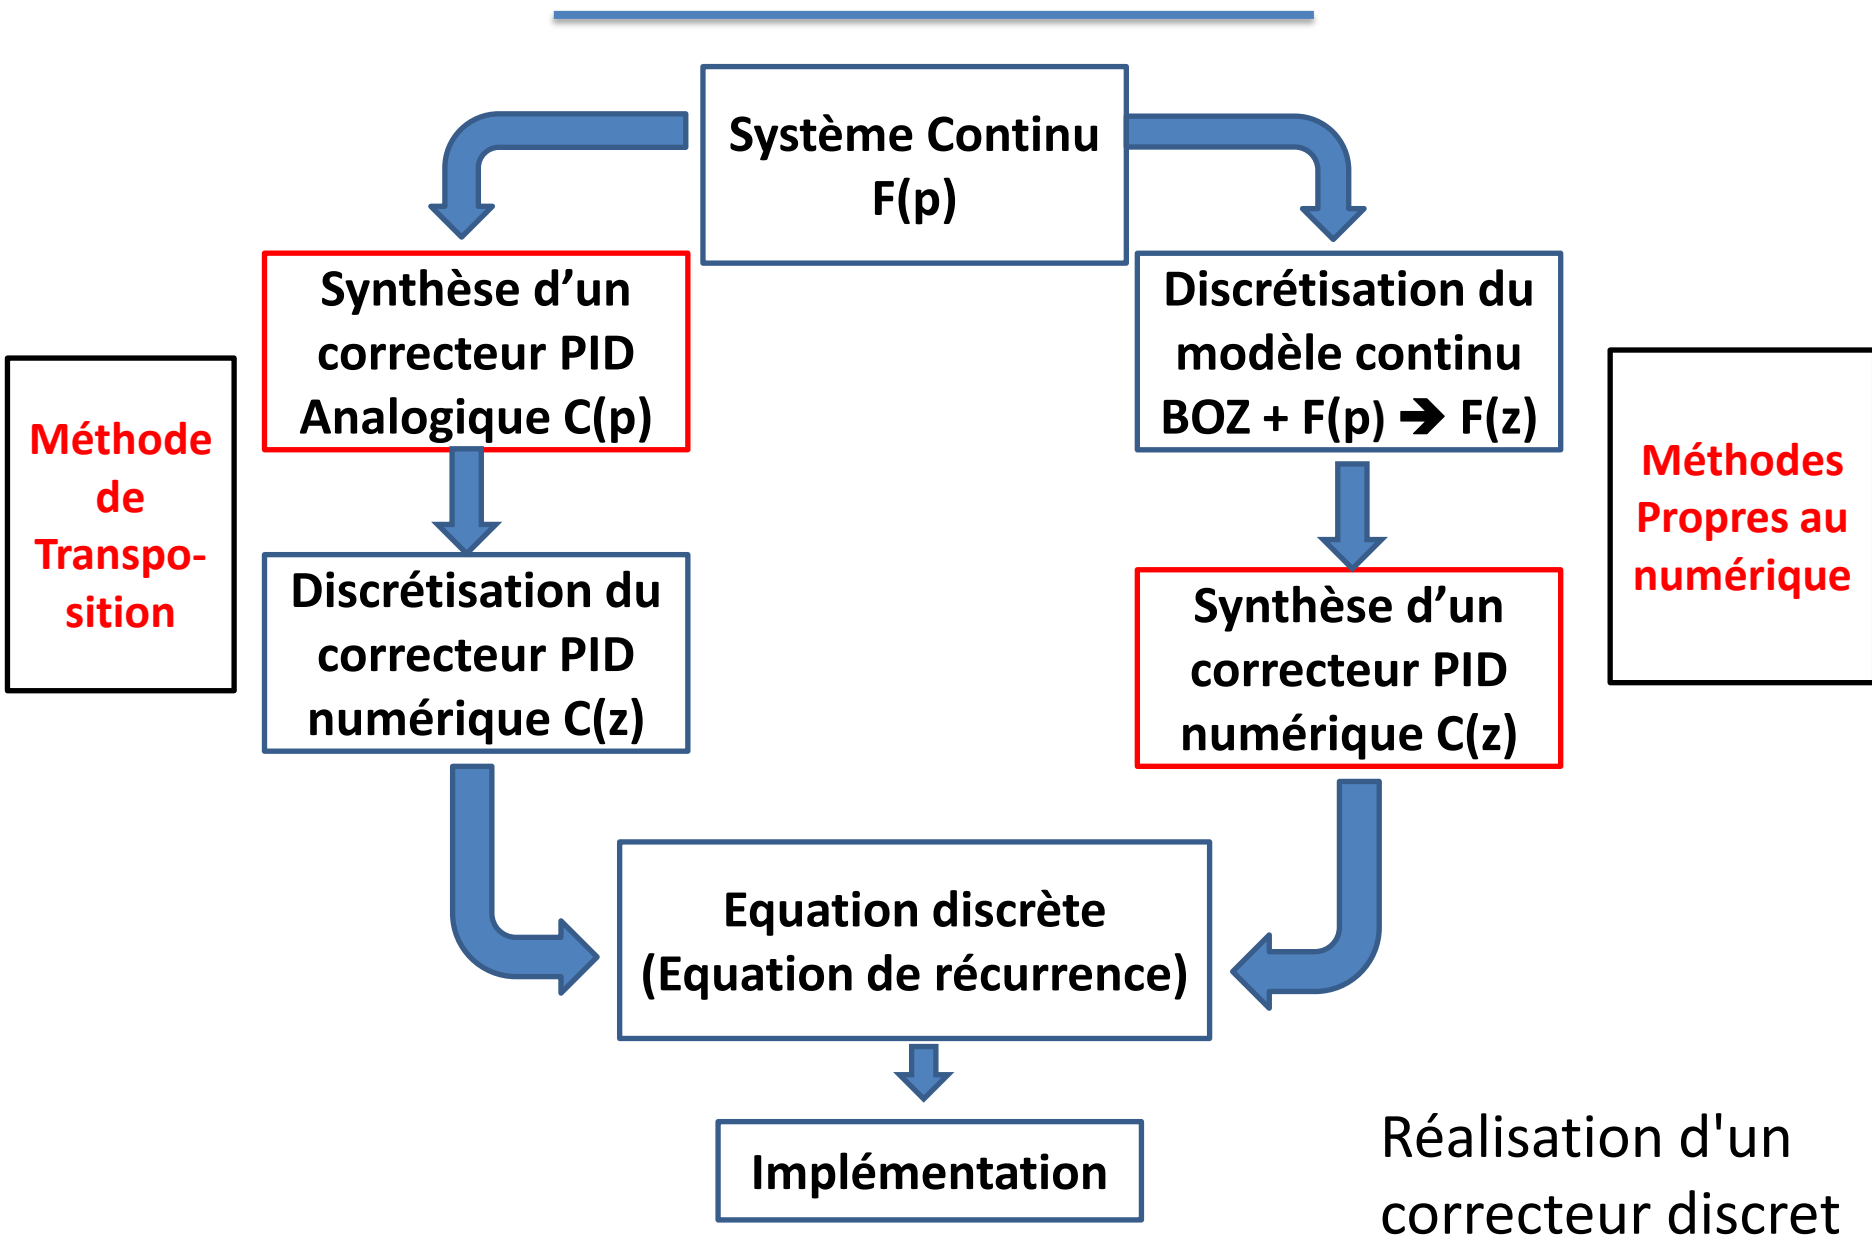 Système Continu
F(p)
Synthèse d’un
correcteur PID
Analogique C(p)
Discrétisation du
modèle continu
BOZ + F(p) 🡺 F(z)
Méthode
de
Transpo-
sition
Méthodes
Propres au
numérique
Discrétisation du
correcteur PID
numérique C(z)
Synthèse d’un
correcteur PID
numérique C(z)
Equation discrète
(Equation de récurrence)
Implémentation
Réalisation d'un
correcteur discret